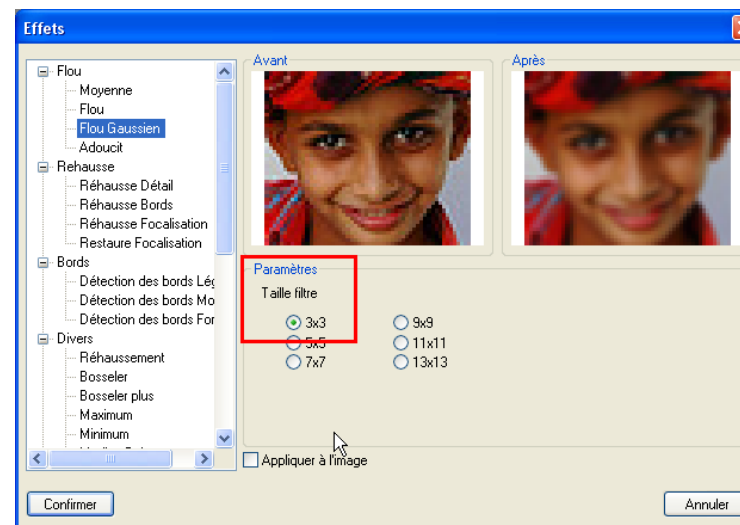 Effets
Flou
Moyenne
Flou
Flou Gaussien
Adoucit
Rehausse
Réhausse Détail
Réhausse Bords
Réhausse Focalisation
Restaure Focalisation
Bords
Détection des bords Lég
Détection des bords Mo
Détection des bords For
Divers
Réhaussement
Bosseler
Bosseler plus
Maximum
Minimum
Avant
Après
Paramètres
Taille filtre
3x3 9x9
5x5 11x11
7x7 13x13
Appliquer à l'image
Confirmer Annuler